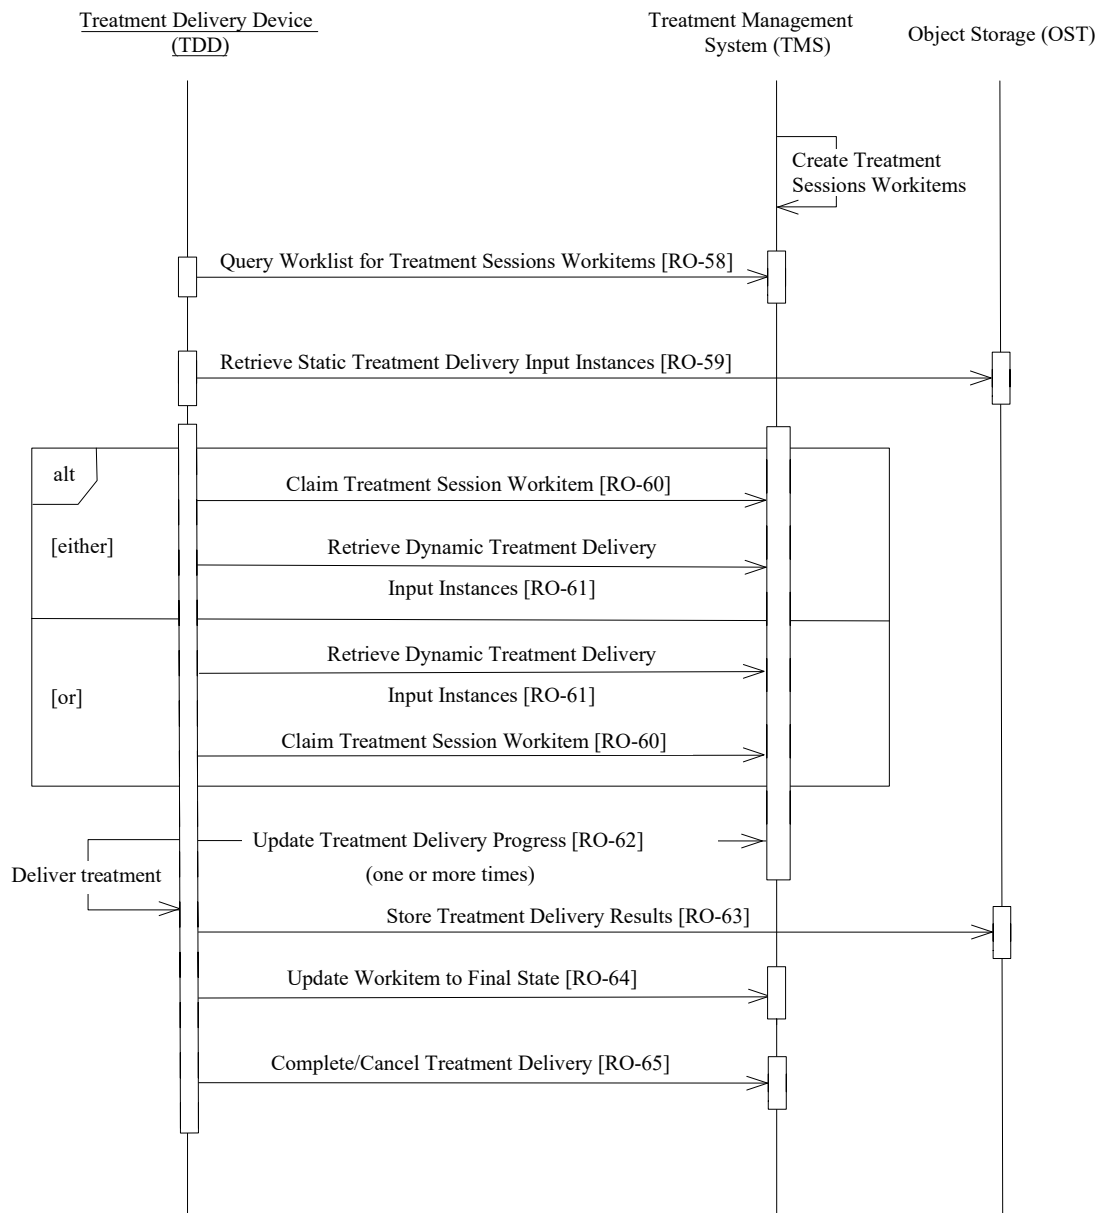 Treatment Delivery Device
(TDD)
Treatment Management
System (TMS)
Object Storage (OST)
Create Treatment
Sessions Workitems
Query Worklist for Treatment Sessions Workitems [RO-58]
Retrieve Static Treatment Delivery Input Instances [RO-59]
alt
Claim Treatment Session Workitem [RO-60]
[either]
Retrieve Dynamic Treatment Delivery
Input Instances [RO-61]
Retrieve Dynamic Treatment Delivery
[or]
Input Instances [RO-61]
Claim Treatment Session Workitem [RO-60]
Update Treatment Delivery Progress [RO-62]
(one or more times)
Deliver treatment
Store Treatment Delivery Results [RO-63]
Update Workitem to Final State [RO-64]
Complete/Cancel Treatment Delivery [RO-65]